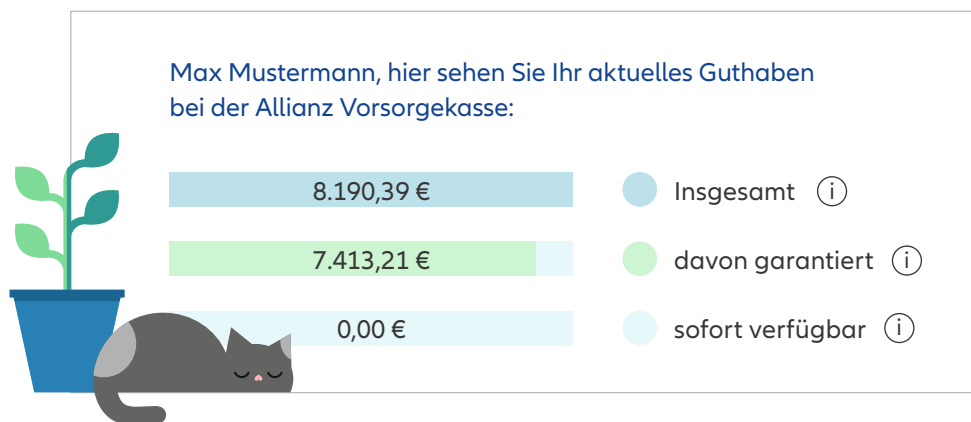 Max Mustermann, hier sehen Sie Ihr aktuelles Guthaben
bei der Allianz Vorsorgekasse:
8.190,39 € Insgesamt i
7.413,21 € davon garantiert i
0,00 € sofort verfügbar i